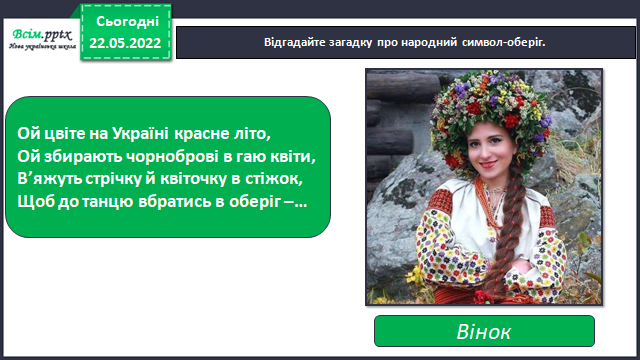 Всім.pptx
Нова українська школа
Сьогодні
22.05.2022
Відгадайте загадку про народний символ-оберіг.
Ой цвіте на Україні красне літо,
Ой збирають чорноброві в гаю квіти,
В’яжуть стрічку й квіточку в стіжок,
Щоб до танцю вбратись в оберіг –...
Вінок